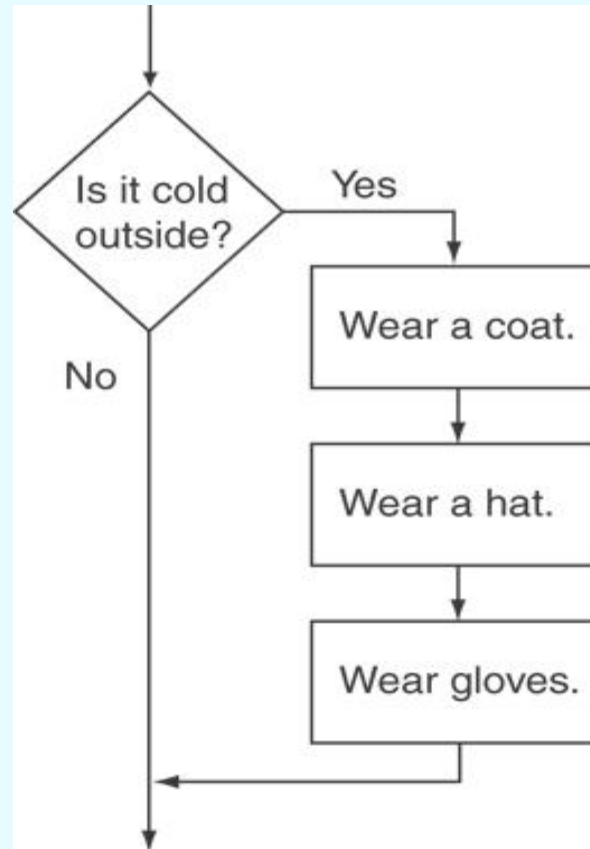 Is it cold
outside?
Yes
No
Wear a coat.
Wear a hat.
Wear gloves.